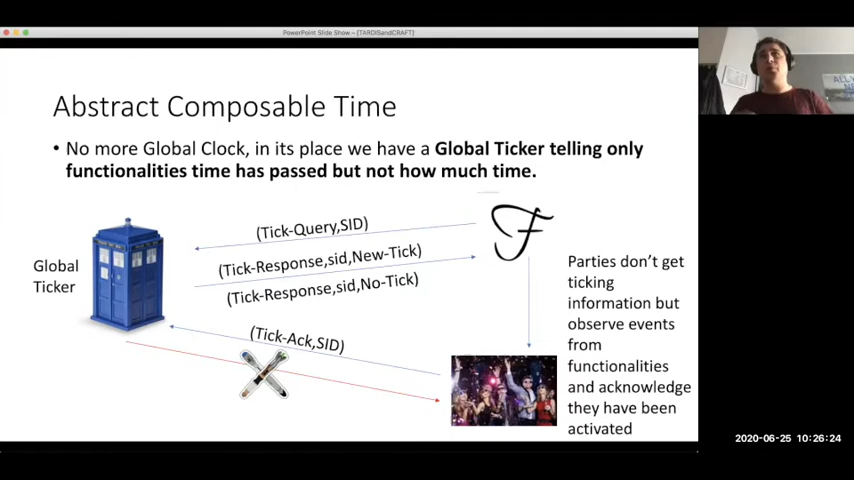 PowerPoint Slide Show – [TARDISandCRAFT]
Abstract Composable Time
• No more Global Clock, in its place we have a Global Ticker telling only
functionalities time has passed but not how much time.
(Tick-Query,SID)
F
(Tick-Response,sid,New-Tick)
(Tick-Response,sid,No-Tick)
Global
Ticker
(Tick-Ack,SID)
Parties don't get
ticking
information but
observe events
from
functionalities
and acknowledge
they have been
activated
2020-06-25 10:26:24